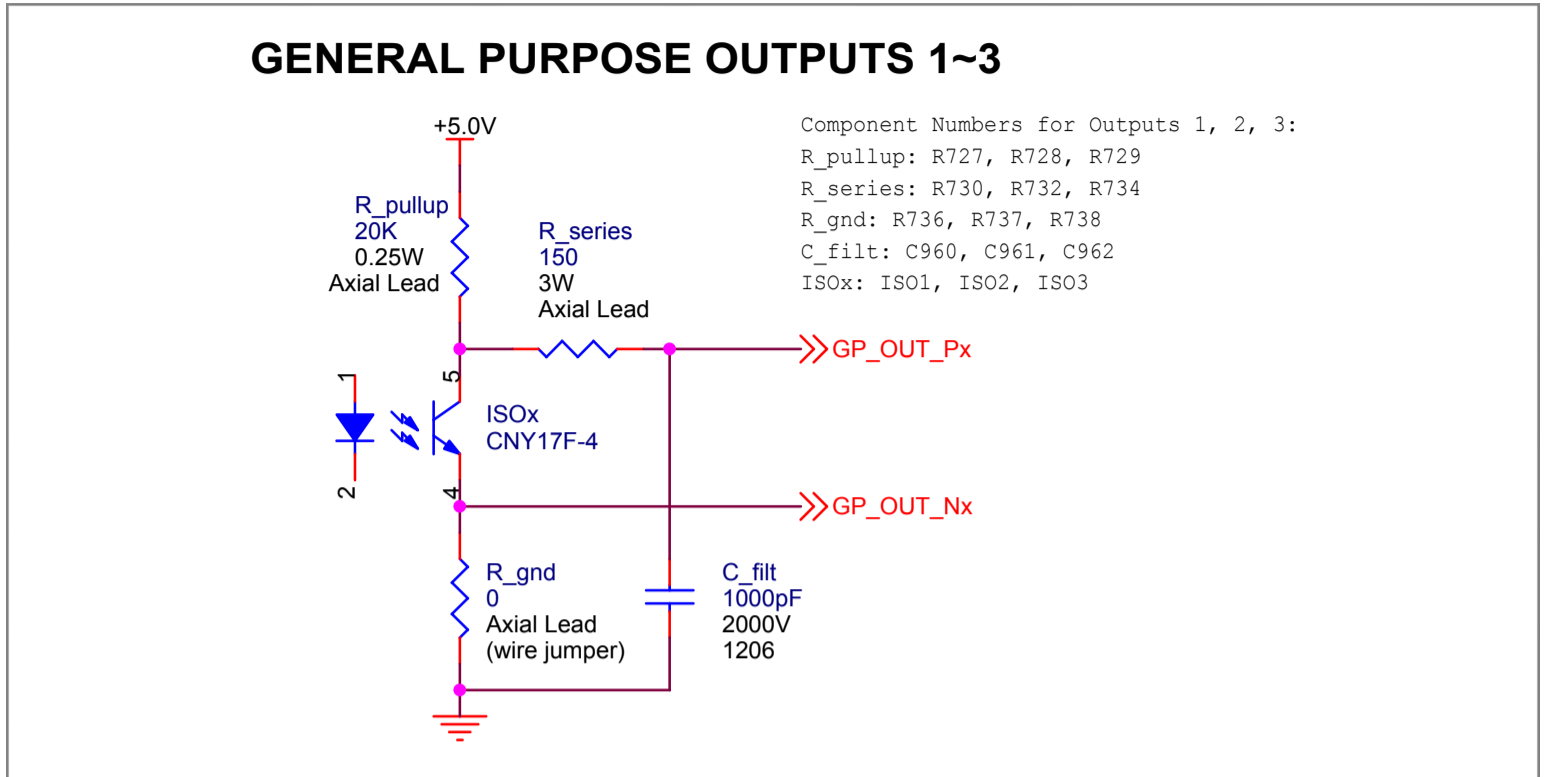 GENERAL PURPOSE OUTPUTS 1~3
+5.0V
Component Numbers for Outputs 1, 2, 3:
R_pullup: R727, R728, R729
R_series: R730, R732, R734
R_gnd: R736, R737, R738
C_filt: C960, C961, C962
ISOx: ISO1, ISO2, ISO3
R_pullup
20K
0.25W
Axial Lead
R_series
150
3W
Axial Lead
GP_OUT_Px
1
2
5
4
ISOx
CNY17F-4
GP_OUT_Nx
R_gnd
0
Axial Lead
(wire jumper)
C_filt
1000pF
2000V
1206